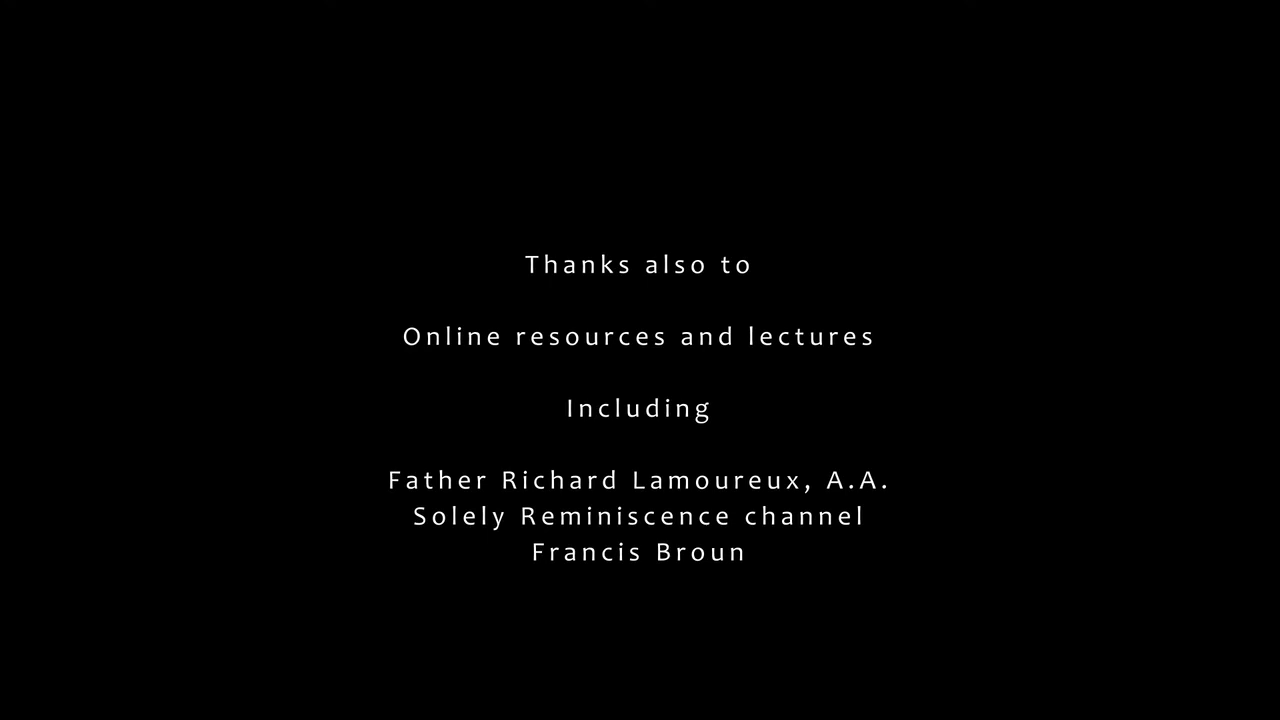 Thanks also to
Online resources and lectures
Including
Father Richard Lamoureux, A.A.
Solely Reminiscence channel
Francis Broun